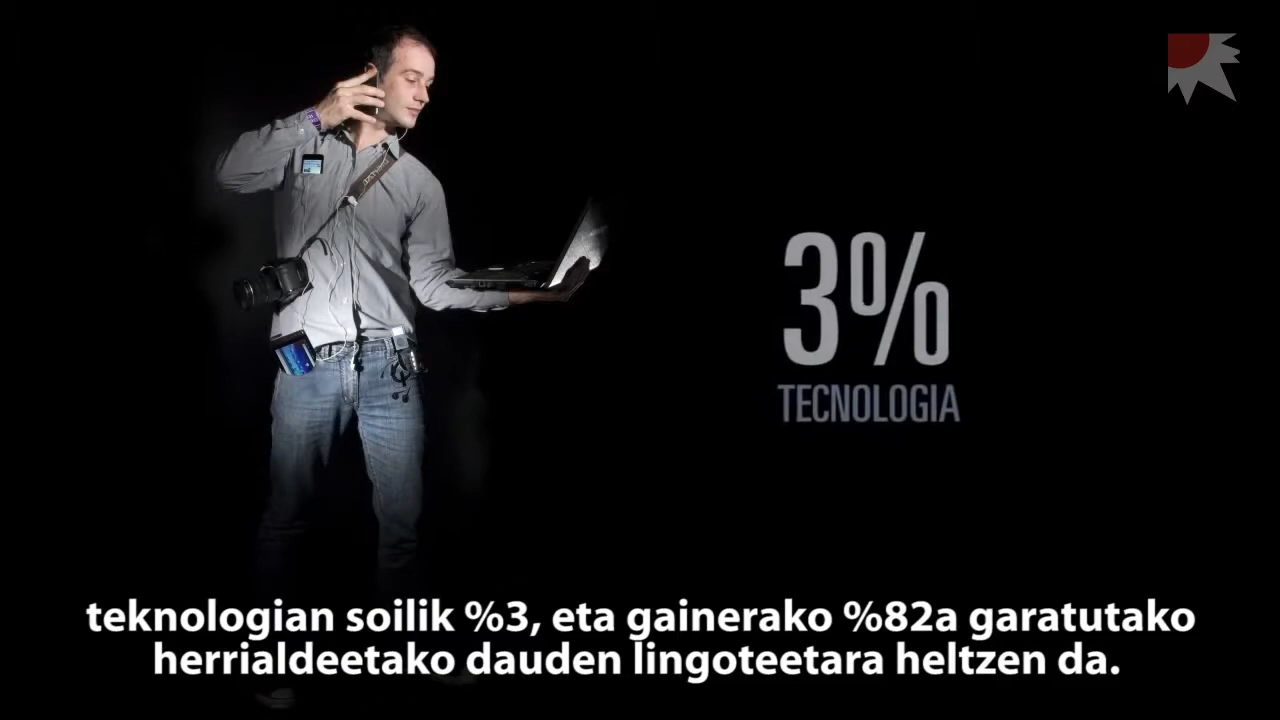 3%
TECNOLOGIA
teknologian soilik %3, eta gainerako %82a garatutako
herrialdeetako dauden lingoteetara heltzen da.